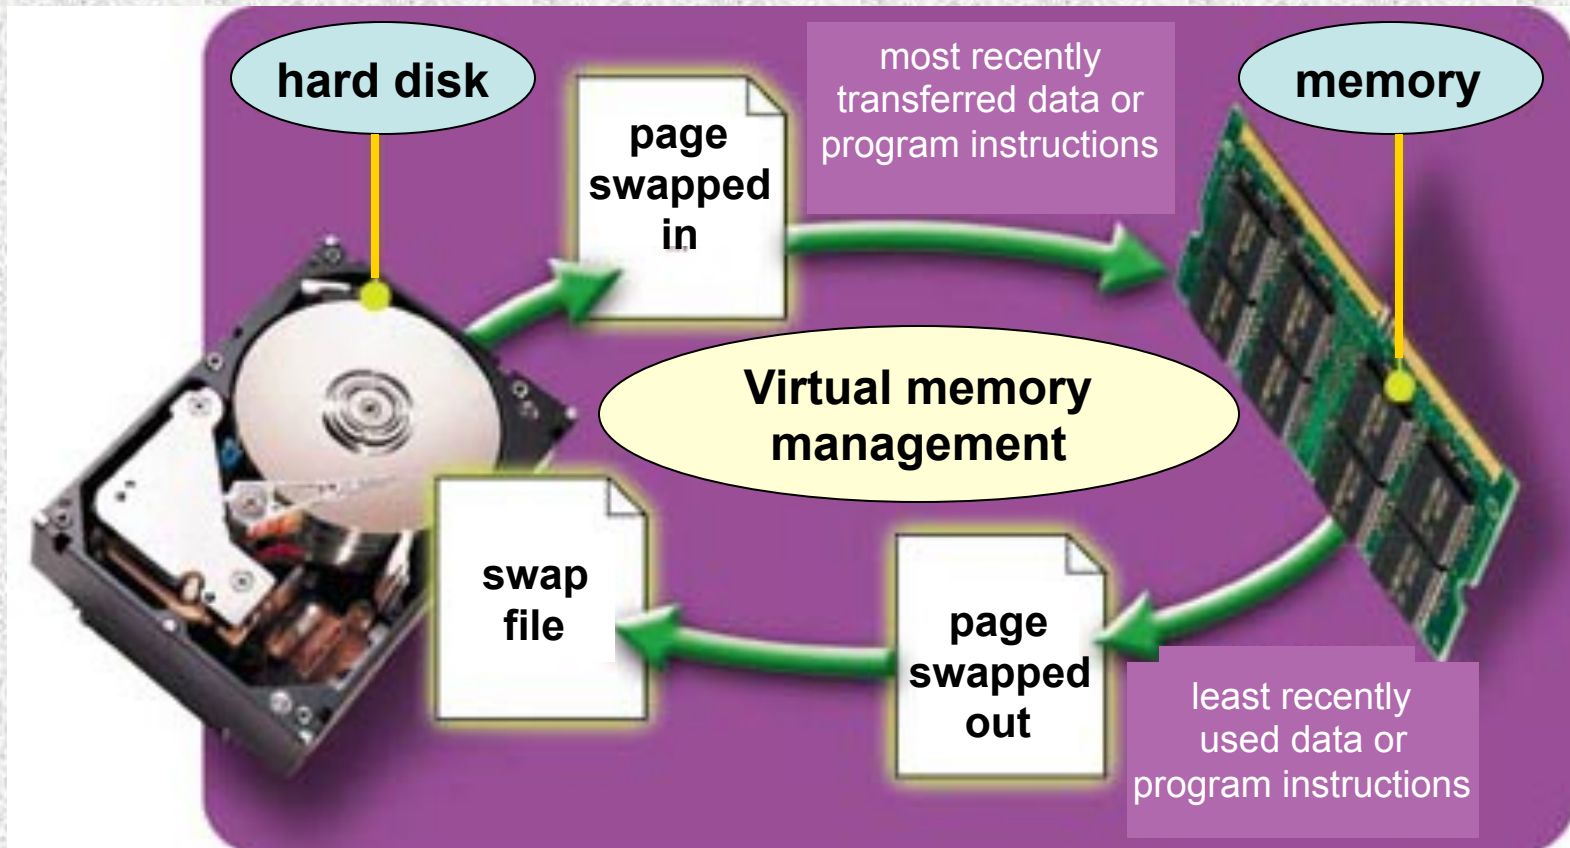 hard disk
page
swapped
in
most recently
transferred data or
program instructions
memory
Virtual memory
management
swap
file
page
swapped
out
least recently
used data or
program instructions